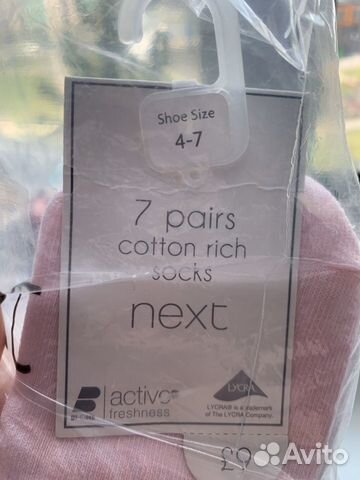 Shoe Size
4-7
7 pairs
cotton rich
socks
next
active
freshness
LYCRA
LYCRA® is a trademark
of The LYCRA Company.
£9
Avito